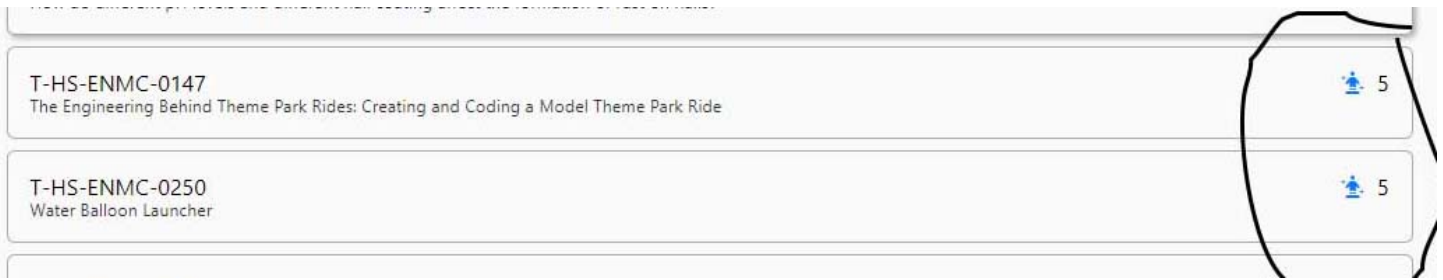 T-HS-ENMC-0147
The Engineering Behind Theme Park Rides: Creating and Coding a Model Theme Park Ride
5
T-HS-ENMC-0250
Water Balloon Launcher
5